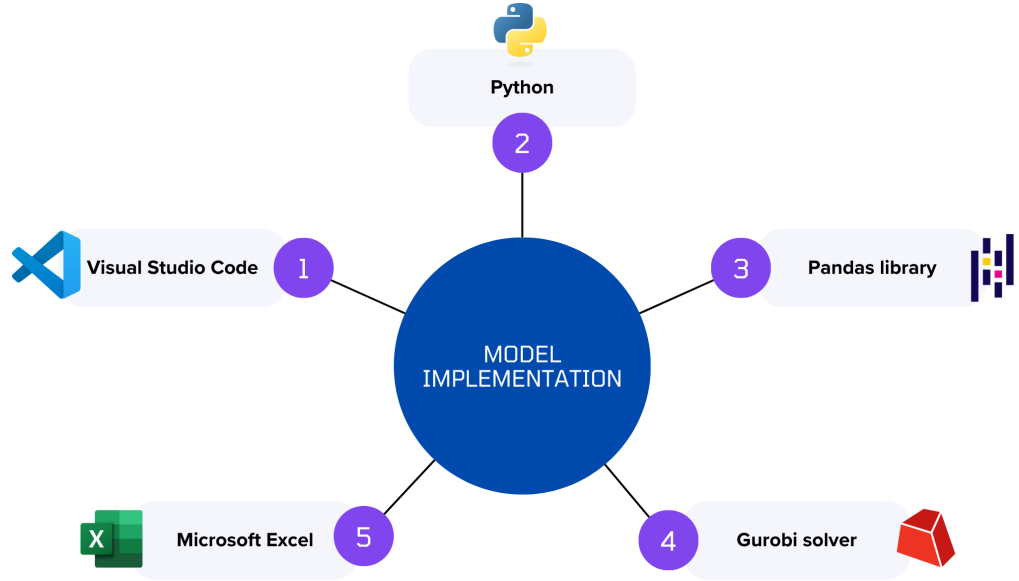 Python
2
Visual Studio Code
1
3
Pandas library
MODEL
IMPLEMENTATION
X
Microsoft Excel
5
4
Gurobi solver